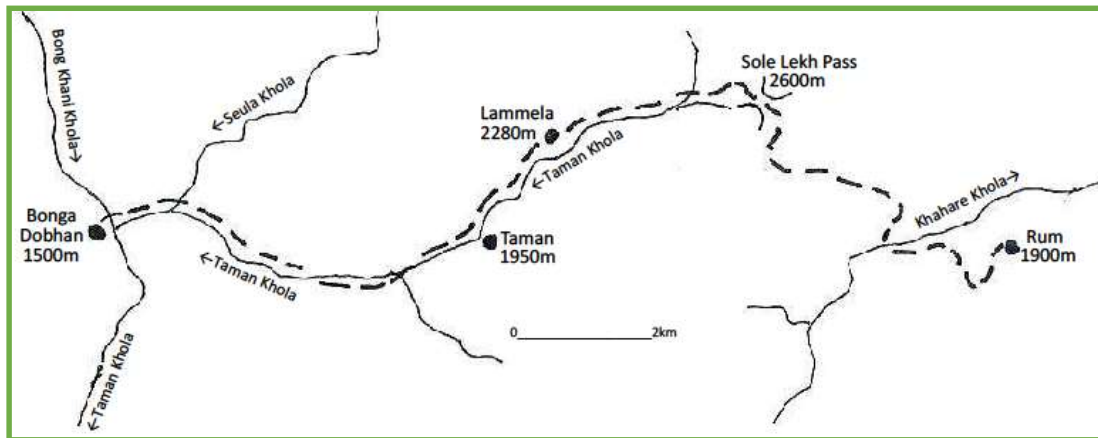 Bong Khani Khola→
←Seula Khola
Sole Lekh Pass
2600m
Lammela
2280m
←Taman Khola
Khahare Khola→
Bonga
Dobhan
1500m
Taman
1950m
Rum
1900m
←Taman Khola
0 2km
←Taman Khola